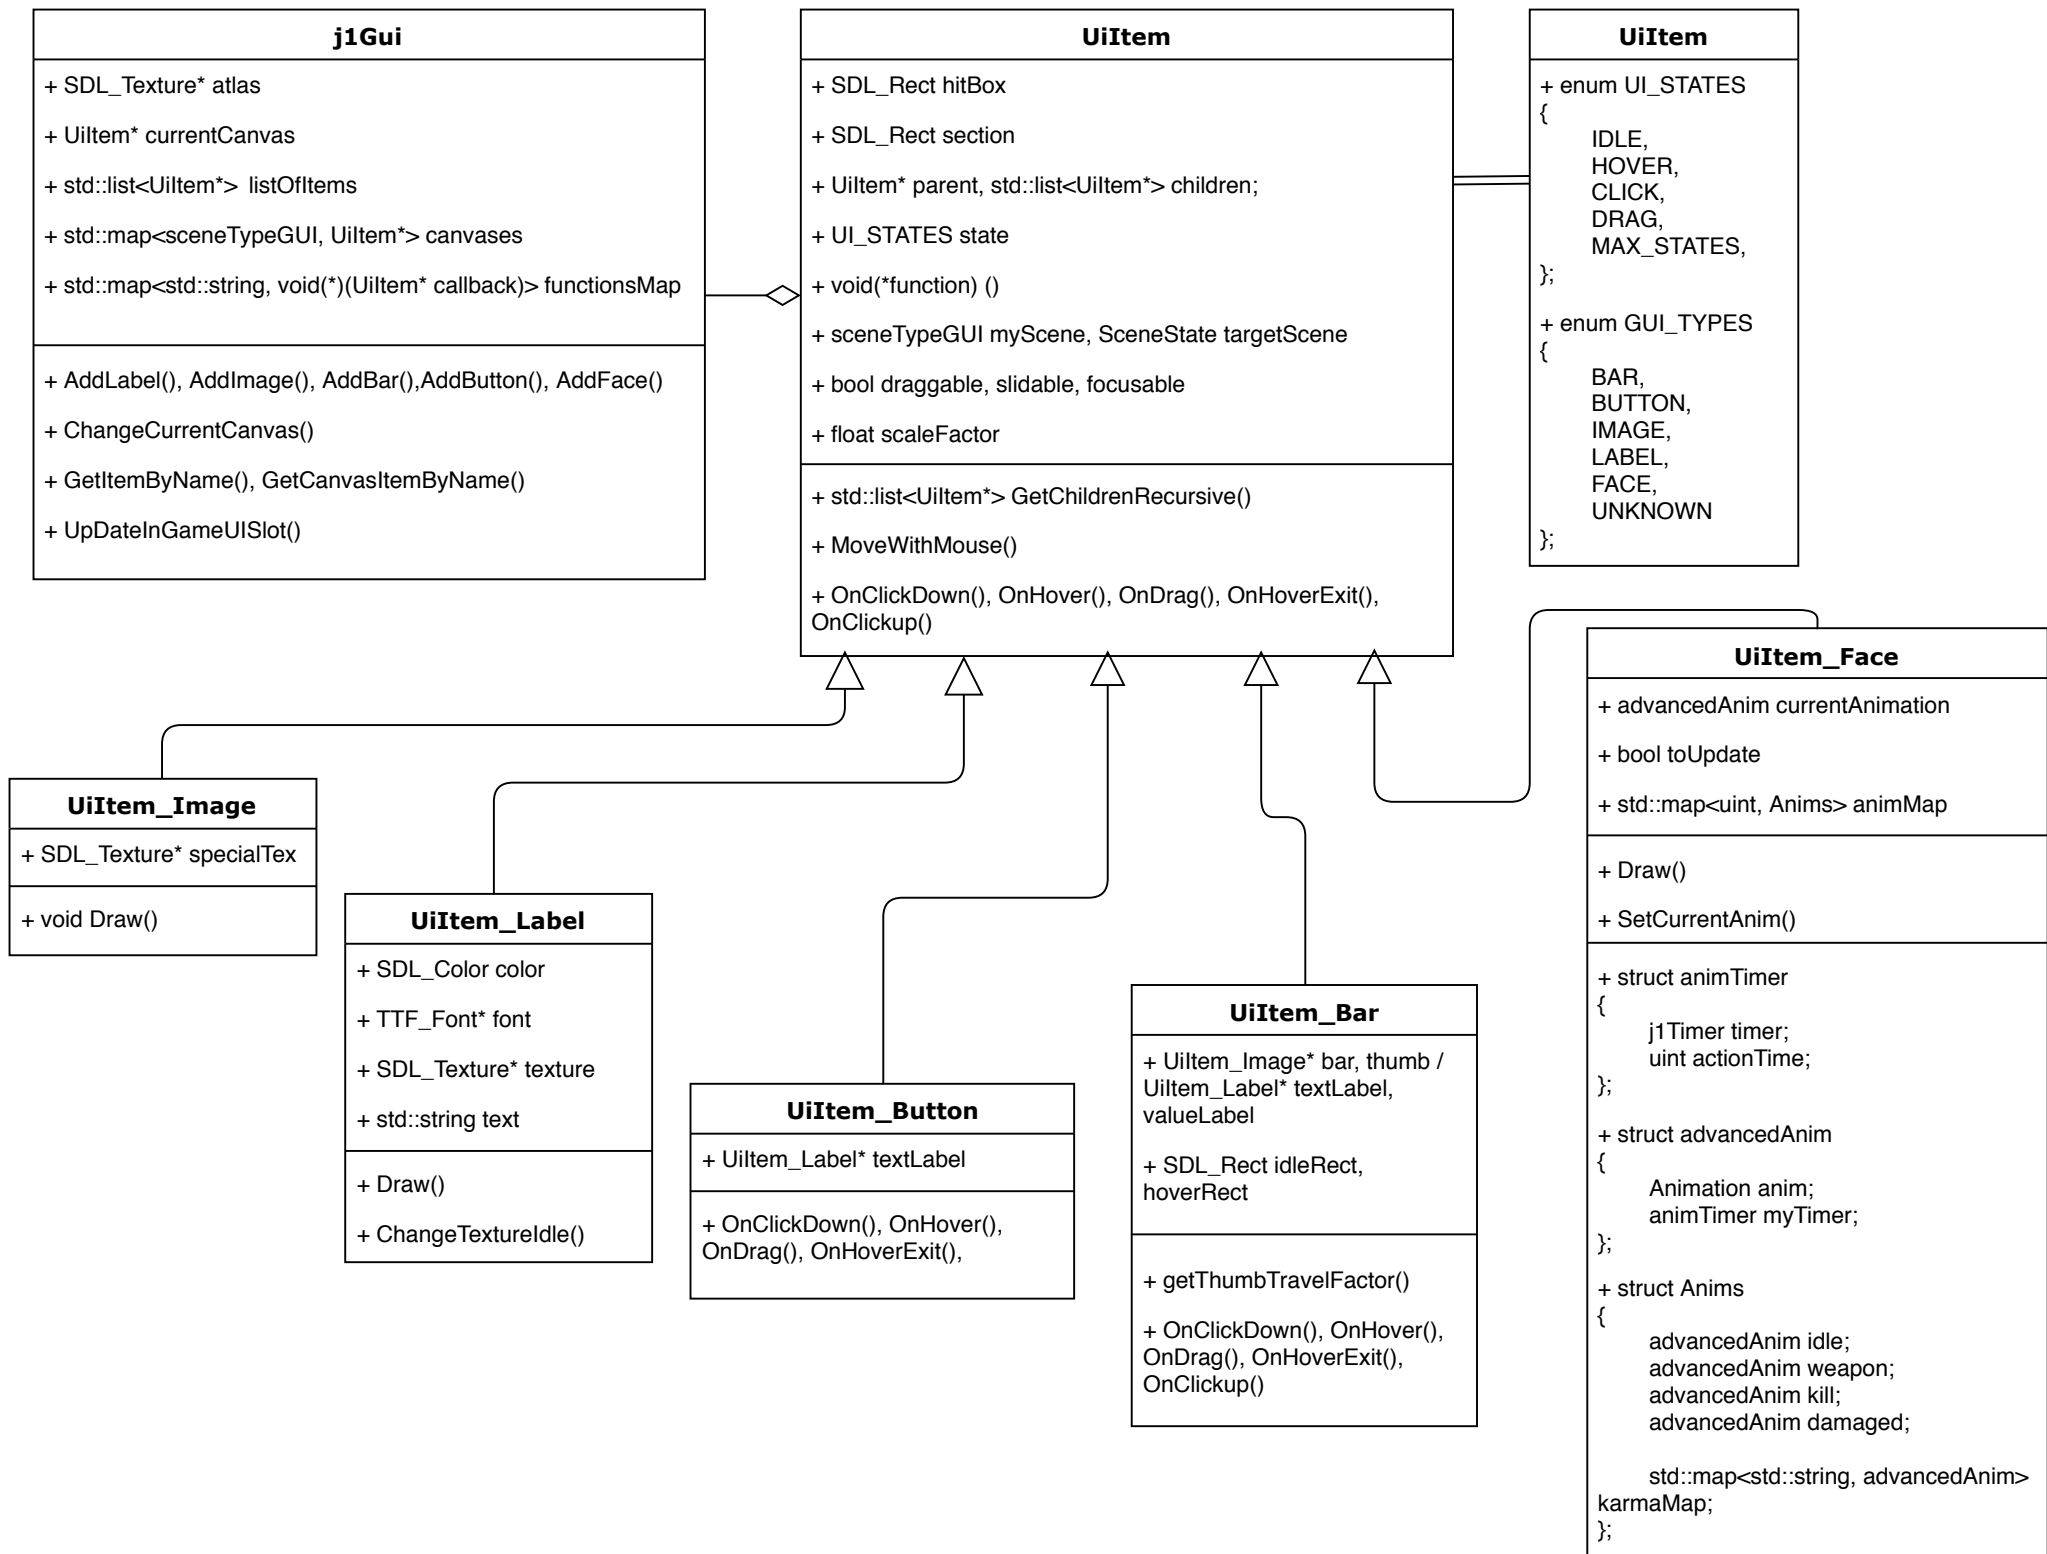 j1Gui
+ SDL_Texture* atlas
+ UiItem* currentCanvas
+ std::list<UiItem*>  listOfItems
+ std::map<sceneTypeGUI, UiItem*> canvases
+ std::map<std::string, void(*)(UiItem* callback)> functionsMap
+ AddLabel(), AddImage(), AddBar(),AddButton(), AddFace()
+ ChangeCurrentCanvas()
+ GetItemByName(), GetCanvasItemByName()
+ UpDateInGameUISlot()
UiItem
+ SDL_Rect hitBox
+ SDL_Rect section
+ UiItem* parent, std::list<UiItem*> children;
+ UI_STATES state
+ void(*function) ()
+ sceneTypeGUI myScene, SceneState targetScene
+ bool draggable, slidable, focusable
+ float scaleFactor
+ std::list<UiItem*> GetChildrenRecursive()
+ MoveWithMouse()
+ OnClickDown(), OnHover(), OnDrag(), OnHoverExit(),
OnClickup()
UiItem
+ enum UI_STATES
{
IDLE,
HOVER,
CLICK,
DRAG,
MAX_STATES,
};
+ enum GUI_TYPES
{
BAR,
BUTTON,
IMAGE,
LABEL,
FACE,
UNKNOWN
};
UiItem_Image
+ SDL_Texture* specialTex
+ void Draw()
UiItem_Label
+ SDL_Color color
+ TTF_Font* font
+ SDL_Texture* texture
+ std::string text
+ Draw()
+ ChangeTextureIdle()
UiItem_Button
+ UiItem_Label* textLabel
+ OnClickDown(), OnHover(),
OnDrag(), OnHoverExit(),
UiItem_Bar
+ UiItem_Image* bar, thumb /
UiItem_Label* textLabel,
valueLabel
+ SDL_Rect idleRect,
hoverRect
+ getThumbTravelFactor()
+ OnClickDown(), OnHover(),
OnDrag(), OnHoverExit(),
OnClickup()
UiItem_Face
+ advancedAnim currentAnimation
+ bool toUpdate
+ std::map<uint, Anims> animMap
+ Draw()
+ SetCurrentAnim()
+ struct animTimer
{
j1Timer timer;
uint actionTime;
};
+ struct advancedAnim
{
Animation anim;
animTimer myTimer;
};
+ struct Anims
{
advancedAnim idle;
advancedAnim weapon;
advancedAnim kill;
advancedAnim damaged;
std::map<std::string, advancedAnim>
karmaMap;
};